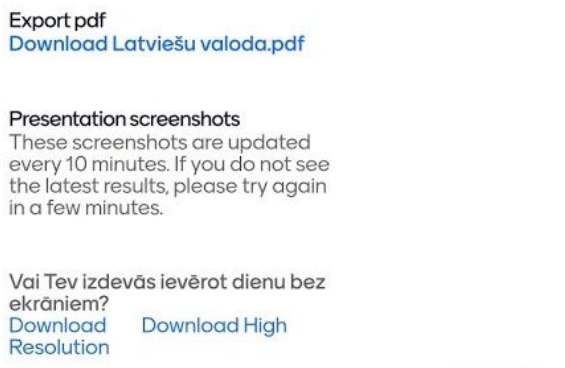 Export pdf
Download Latviešu valoda.pdf
Presentation screenshots
These screenshots are updated
every 10 minutes. If you do not see
the latest results, please try again
in a few minutes.
Vai Tev izdevās ievērot dienu bez
ekrāniem?
Download Download High
Resolution